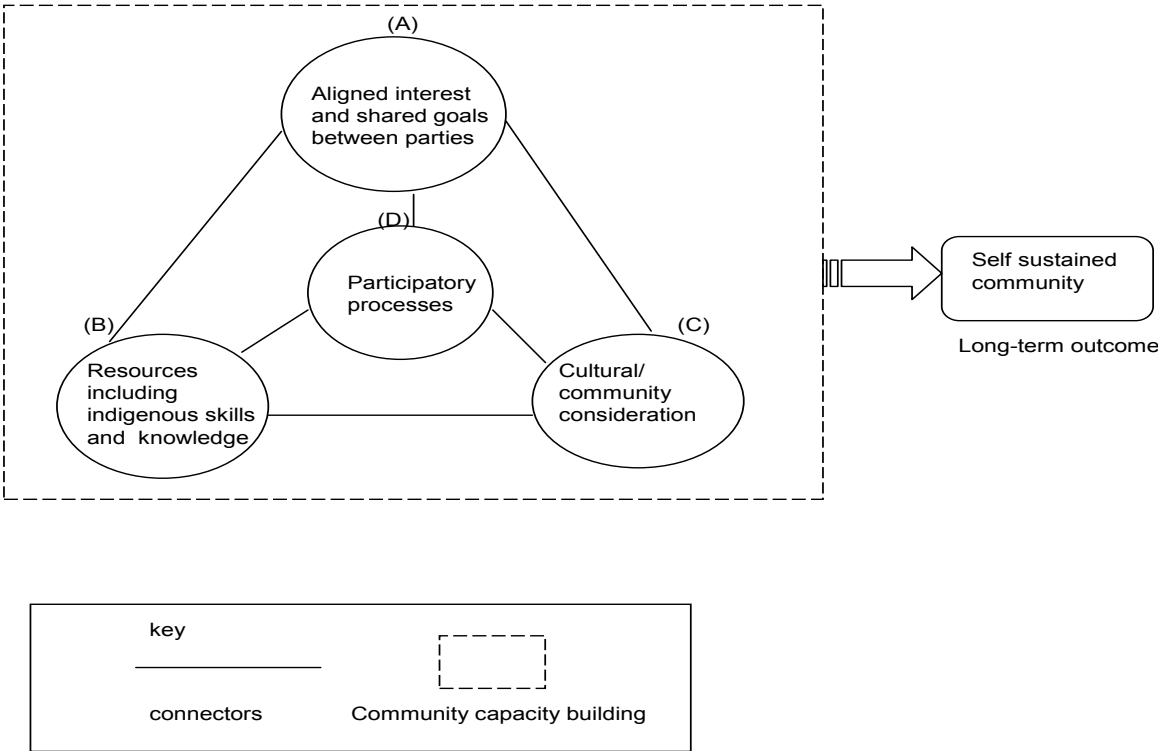 (A)
Aligned interest
and shared goals
between parties
(D)
Participatory
processes
(B)
Resources
including
indigenous skills
and knowledge
(C)
Cultural/
community
consideration
Self sustained
community
Long-term outcome
key
connectors
Community capacity building